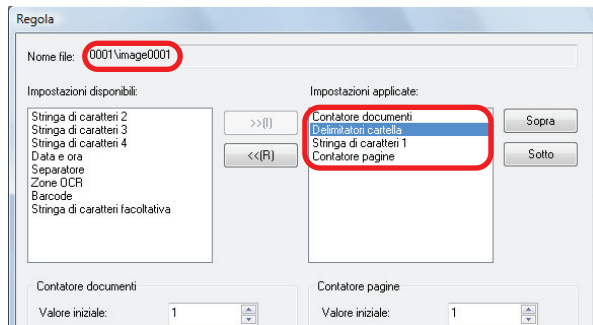 Regola
Nome file: 0001\image0001
Impostazioni disponibili:
Stringa di caratteri 2
Stringa di caratteri 3
Stringa di caratteri 4
Data e ora
Separatore
Zone OCR
Barcode
Stringa di caratteri facoltativa
>>(I)
<<(R)
Impostazioni applicate:
Contatore documenti
Delimitatori cartella
Stringa di caratteri 1
Contatore pagine
Sopra
Sotto
Contatore documenti
Valore iniziale: 1
Contatore pagine
Valore iniziale: 1